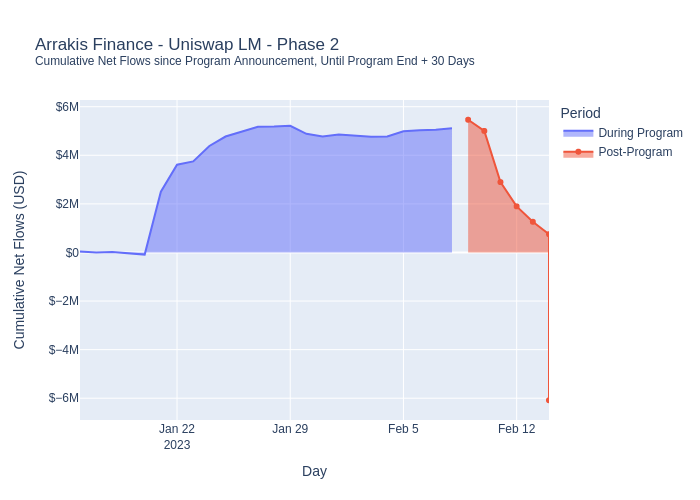 Arrakis Finance - Uniswap LM - Phase 2
Cumulative Net Flows since Program Announcement, Until Program End + 30 Days
Period
During Program
Post-Program
Cumulative Net Flows (USD)
$6M
$4M
$2M
$0
$−2M
$−4M
$−6M
Jan 22
2023
Jan 29
Feb 5
Feb 12
Day